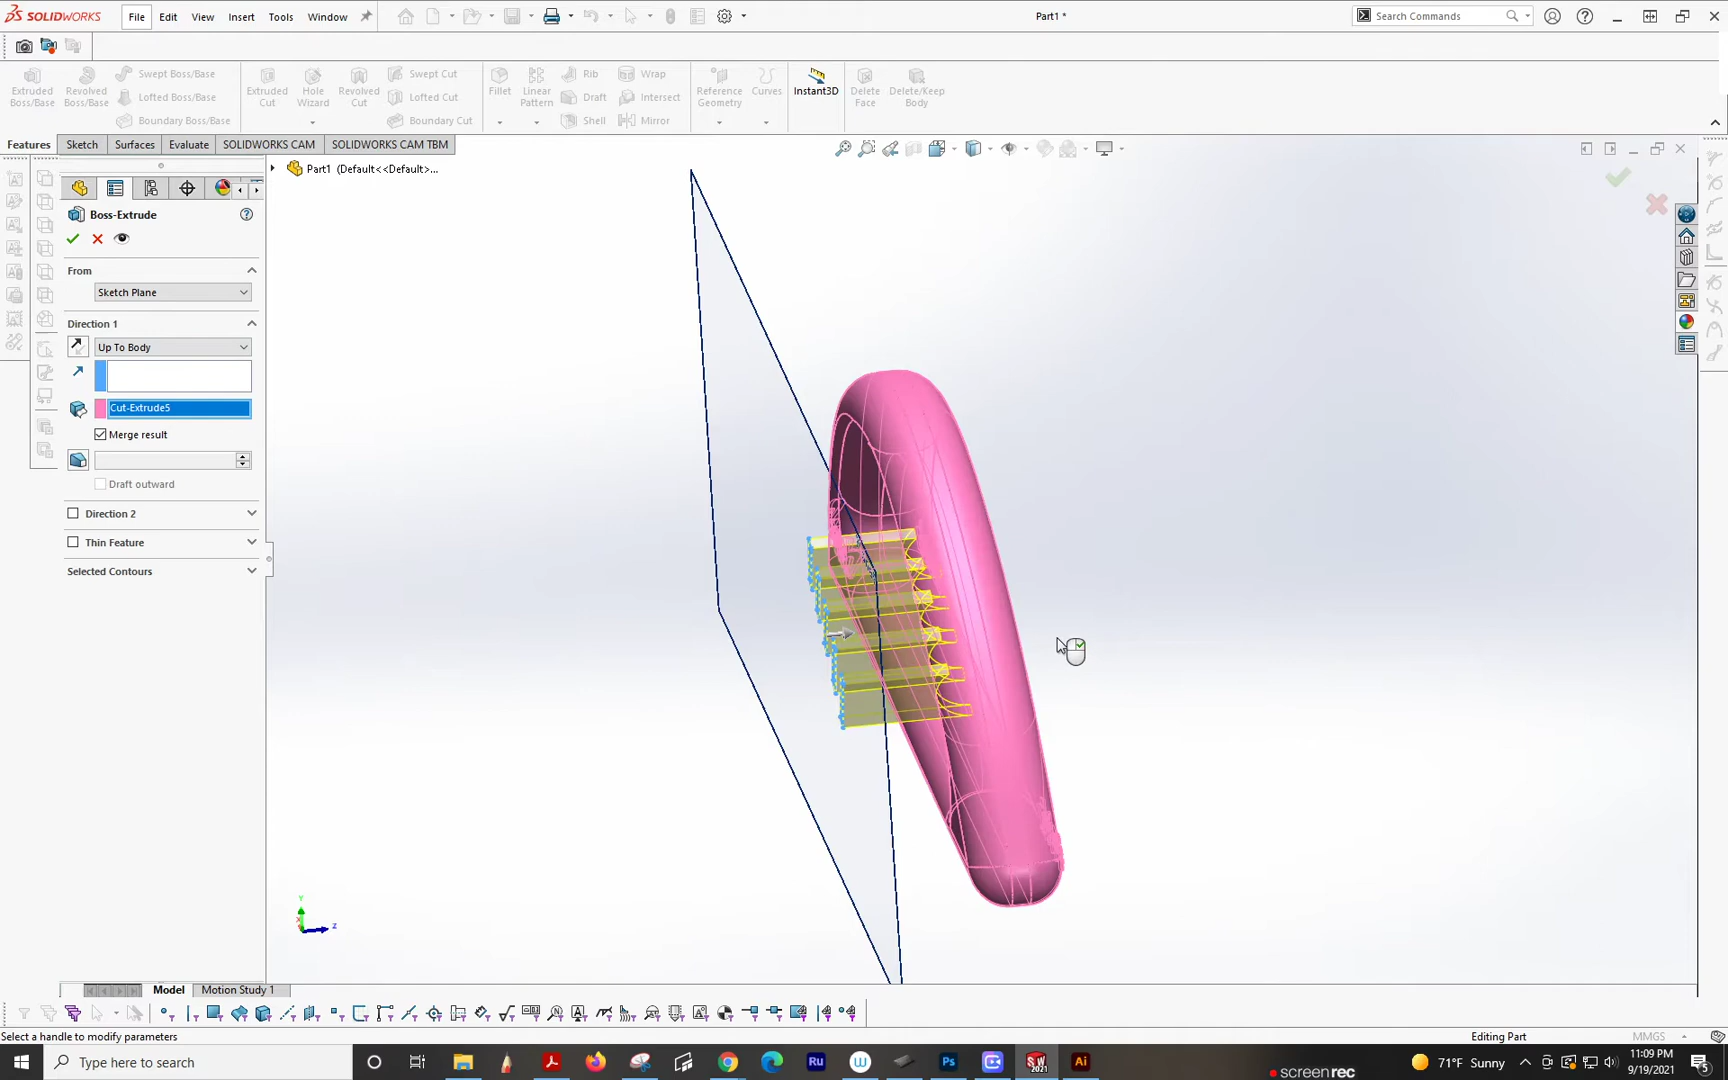 SOLIDWORKS File Edit View Insert Tools Window Part1 * Search Commands
Extruded Boss/Base Revolved Boss/Base Swept Boss/Base Lofted Boss/Base Boundary Boss/Base Extruded Cut Hole Wizard Revolved Cut Swept Cut Lofted Cut Boundary Cut Fillet Linear Pattern Rib Draft Shell Wrap Intersect Mirror Reference Geometry Curves Instant3D Delete Face Delete/Keep Body
Features Sketch Surfaces Evaluate SOLIDWORKS CAM SOLIDWORKS CAM TBM
Part1 (Default<<Default>...
Boss-Extrude
From
Sketch Plane
Direction 1
Up To Body
Cut-Extrude5
Merge result
Draft outward
Direction 2
Thin Feature
Selected Contours
Y
Z
Model Motion Study 1
Select a handle to modify parameters Editing Part MMGS
Type here to search Ru W Ps SW 2021 Ai 71°F Sunny 11:09 PM
screenrec 9/19/2021 5